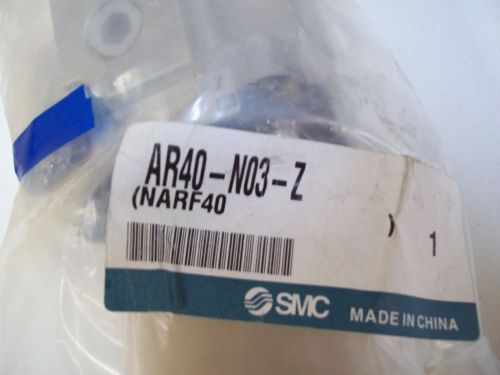 AR40-N03-Z
(NARF40 ) 1
SMC MADE IN CHINA